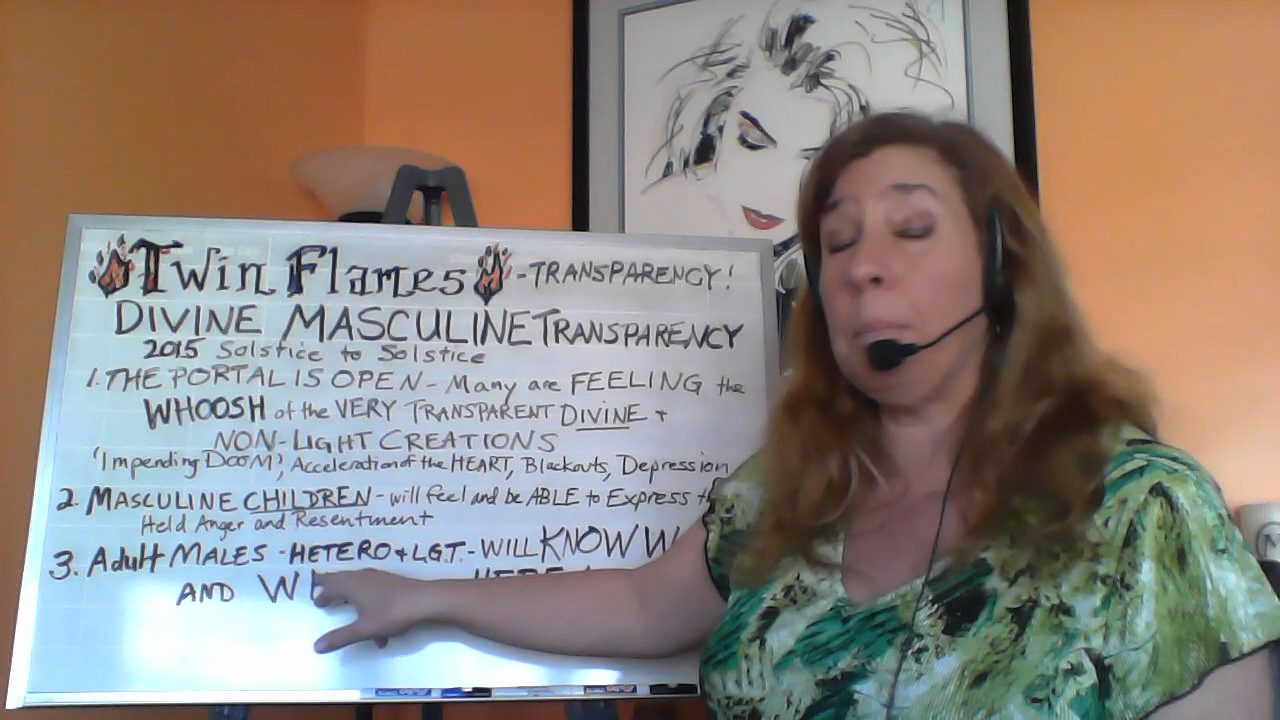 Twin Flames - TRANSPARENCY!
DIVINE MASCULINE TRANSPARENCY
2015 Solstice to Solstice
1. THE PORTAL IS OPEN - Many are FEELING the
WHOOSH of the VERY TRANSPARENT DIVINE +
NON-LIGHT CREATIONS
'Impending DOOM', Acceleration of the HEART, Blackouts, Depression
2. MASCULINE CHILDREN - will feel and be ABLE to Express
Held Anger and Resentment
3. Adult MALES - HETERO + L.G.T. - WILL KNOW
AND